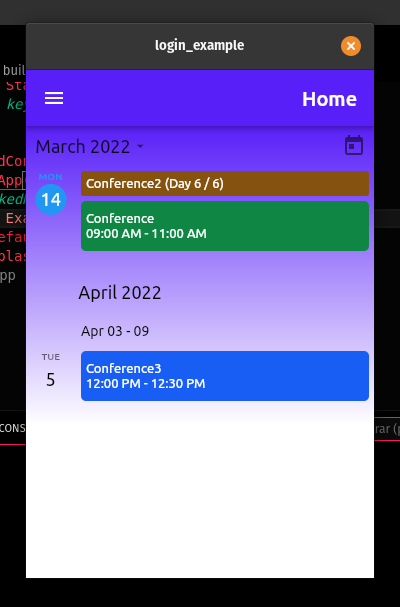 login_example
buil
Sta
Home
March 2022
MON
14
Conference2 (Day 6 / 6)
Conference
09:00 AM - 11:00 AM
April 2022
Apr 03 - 09
TUE
5
Conference3
12:00 PM - 12:30 PM
dCon
App(
kedH
Exa
efau
plas
pp
CONS
rar (p